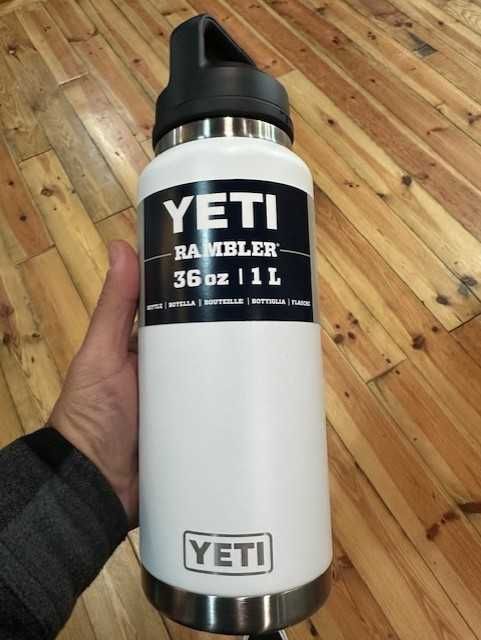 YETI
RAMBLER®
36 oz | 1 L
BOTTLE | BOTELLA | BOUTEILLE | BOTTIGLIA | FLASCHE
YETI